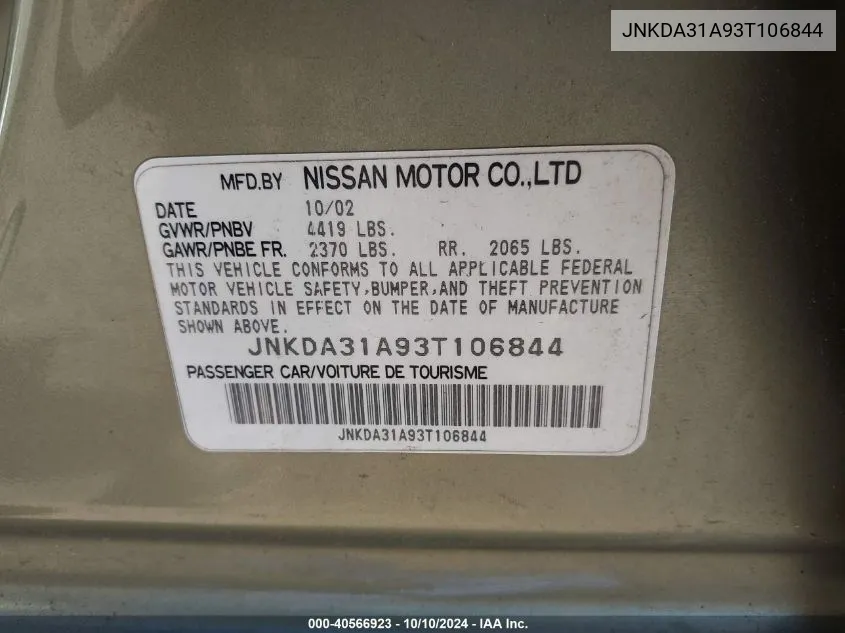 JNKDA31A93T106844
MFD.BY NISSAN MOTOR CO.,LTD
DATE 10/02
GVWR/PNBV 4419 LBS.
GAWR/PNBE FR. 2370 LBS. RR. 2065 LBS.
THIS VEHICLE CONFORMS TO ALL APPLICABLE FEDERAL
MOTOR VEHICLE SAFETY,BUMPER,AND THEFT PREVENTION
STANDARDS IN EFFECT ON THE DATE OF MANUFACTURE
SHOWN ABOVE.
JNKDA31A93T106844
PASSENGER CAR/VOITURE DE TOURISME
JNKDA31A93T106844
000-40566923 - 10/10/2024 - IAA Inc.